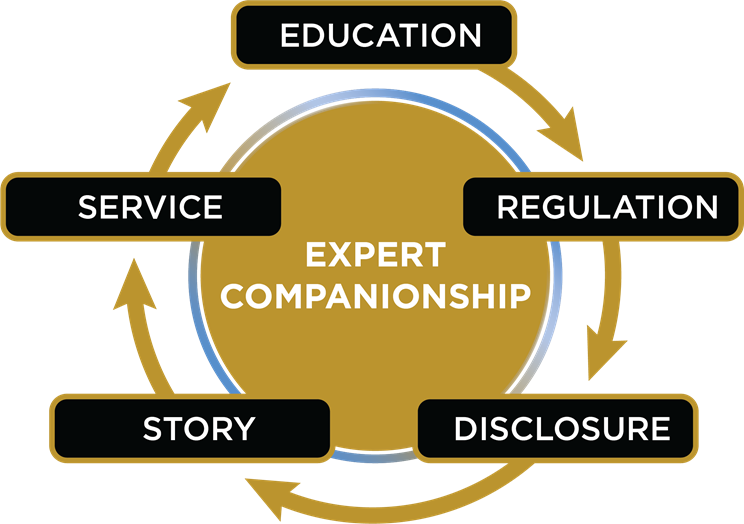 EDUCATION
SERVICE
REGULATION
EXPERT
COMPANIONSHIP
STORY
DISCLOSURE